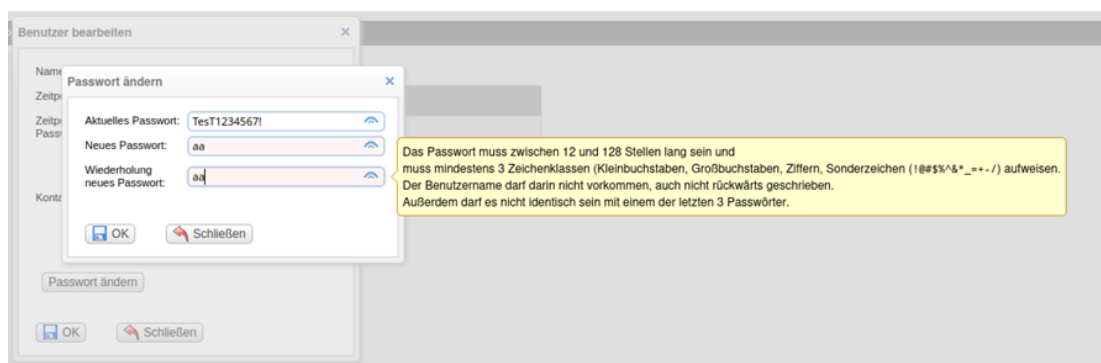 Benutzer bearbeiten
Name
Passwort ändern
Zeitp
Aktuelles Passwort: TesT1234567!
Zeitp
Passw
Neues Passwort: aa
Wiederholung
neues Passwort: aa
Das Passwort muss zwischen 12 und 128 Stellen lang sein und
muss mindestens 3 Zeichenklassen (Kleinbuchstaben, Großbuchstaben, Ziffern, Sonderzeichen (!@#$%^&*_=+-/) aufweisen.
Der Benutzername darf darin nicht vorkommen, auch nicht rückwärts geschrieben.
Außerdem darf es nicht identisch sein mit einem der letzten 3 Passwörter.
Konta
OK Schließen
Passwort ändern
OK Schließen